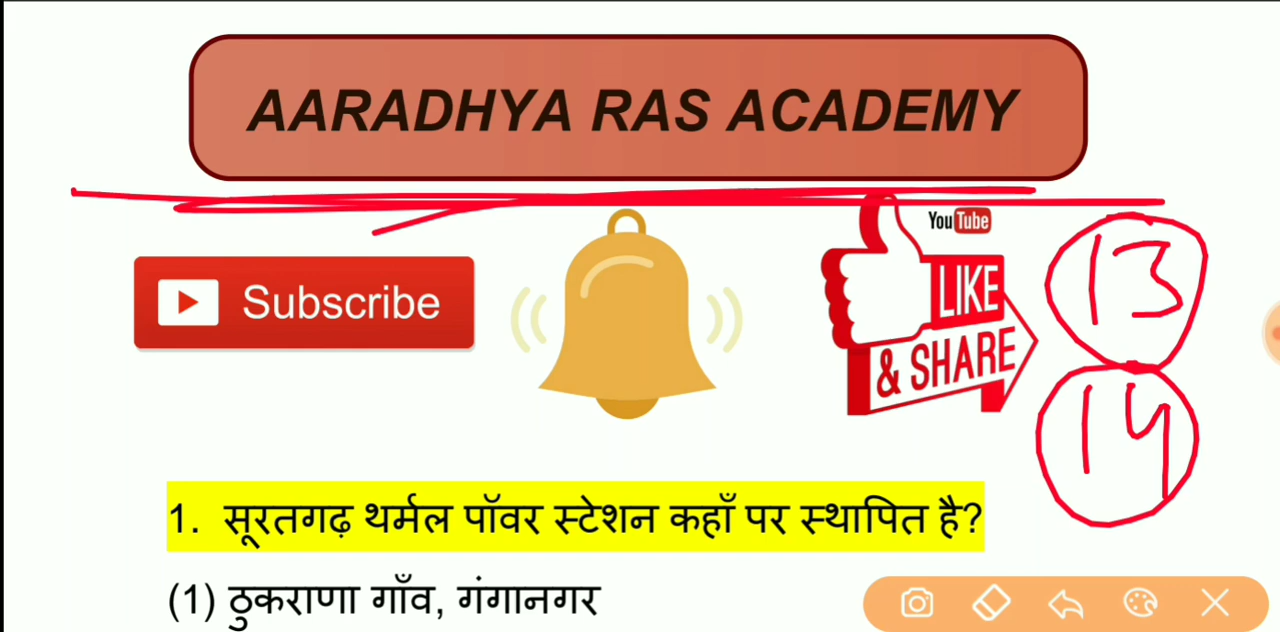 AARADHYA RAS ACADEMY
YouTube
Subscribe
LIKE
& SHARE
13
14
1. सूरतगढ़ थर्मल पॉवर स्टेशन कहाँ पर स्थापित है?
(1) ठुकराणा गाँव, गंगानगर